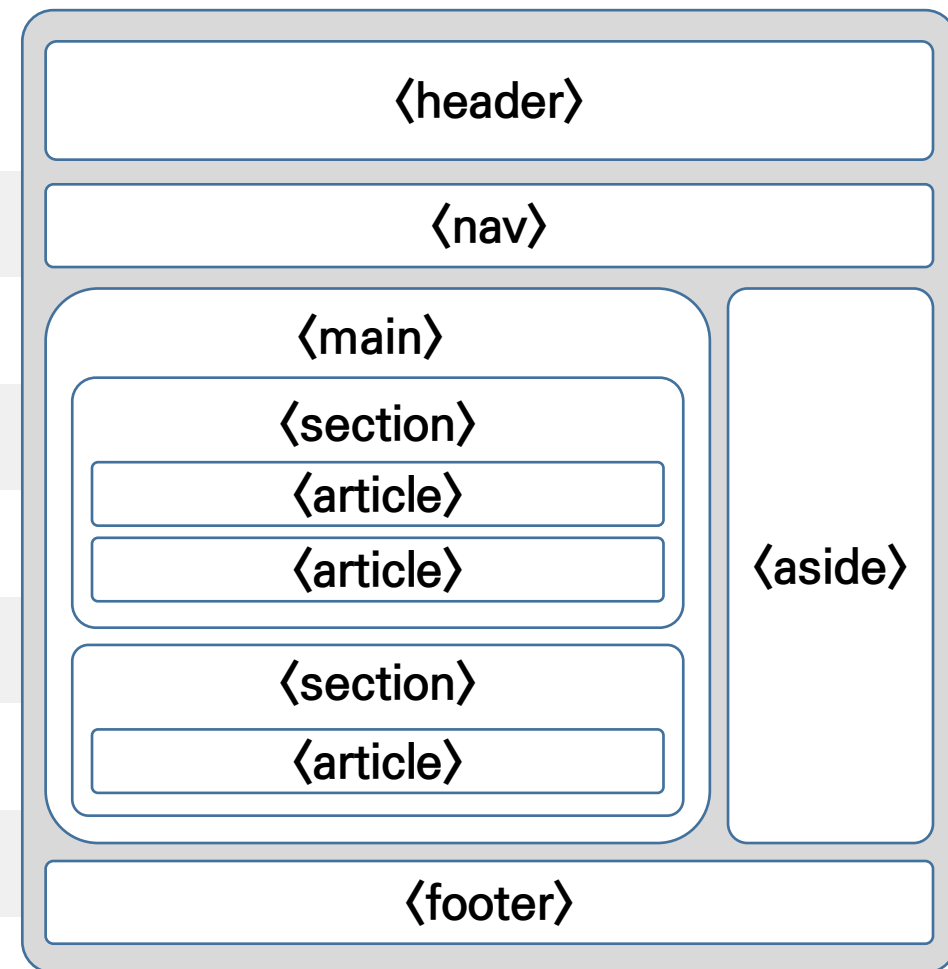 〈header〉
〈nav〉
〈main〉
〈section〉
〈article〉
〈article〉
〈section〉
〈article〉
〈aside〉
〈footer〉